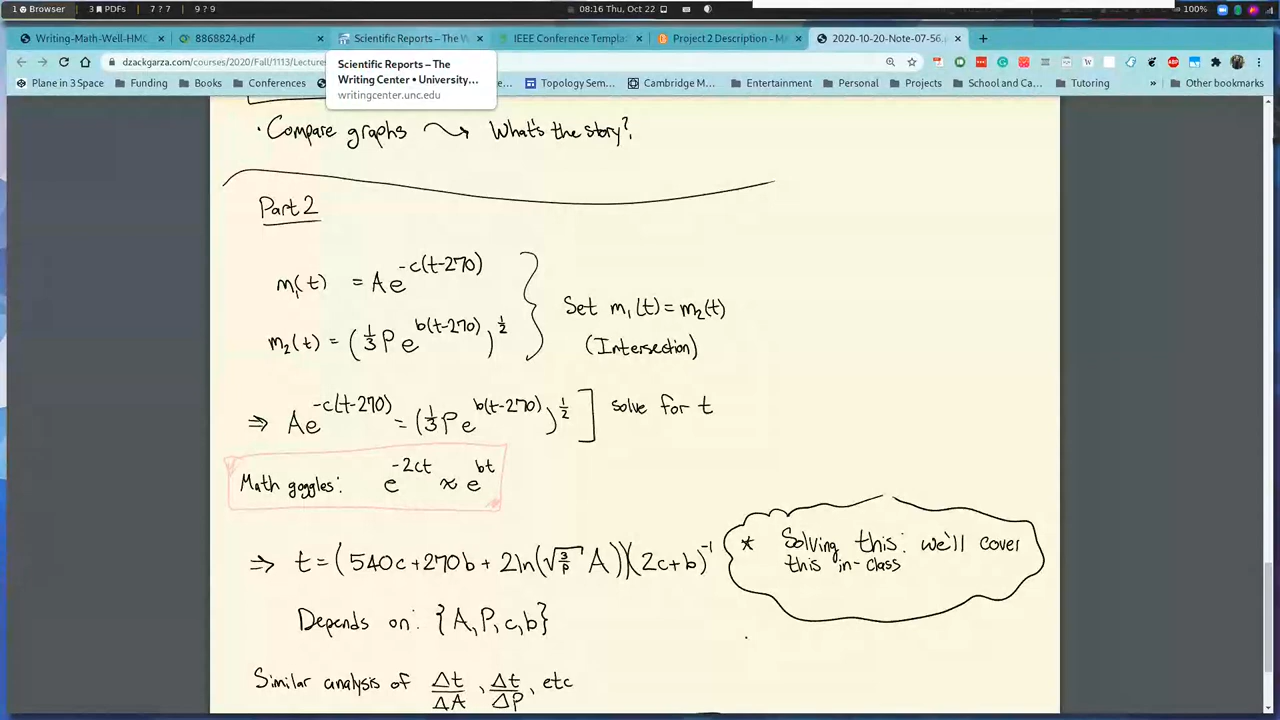 1 Browser 3 PDFs 7 ? 7 9 ? 9 08:16 Thu, Oct 22 100%
Writing-Math-Well-HMC 8868824.pdf Scientific Reports – The W IEEE Conference Templa Project 2 Description - MA 2020-10-20-Note-07-56.p
dzackgarza.com/courses/2020/Fall/1113/Lecture
Plane in 3 Space Funding Books Conferences Topology Sem... Cambridge M... Entertainment Personal Projects School and Ca... Tutoring » Other bookmarks
Scientific Reports – The
Writing Center • University...
writingcenter.unc.edu
· Compare graphs ⇝ What's the story?
Part 2
m₁(t) = Ae^{-c(t-270)}
m₂(t) = (⅓ P e^{b(t-270)})^{½}
Set m₁(t) = m₂(t)
(Intersection)
⇒ Ae^{-c(t-270)} = (⅓ P e^{b(t-270)})^{½} ] solve for t
Math goggles: e^{-2ct} ≈ e^{bt}
⇒ t = (540c + 270b + 2ln(√(3/P) A))(2c+b)^{-1}
* Solving this: we'll cover
this in-class
Depends on: {A, P, c, b}
Similar analysis of Δt/ΔA, Δt/ΔP, etc